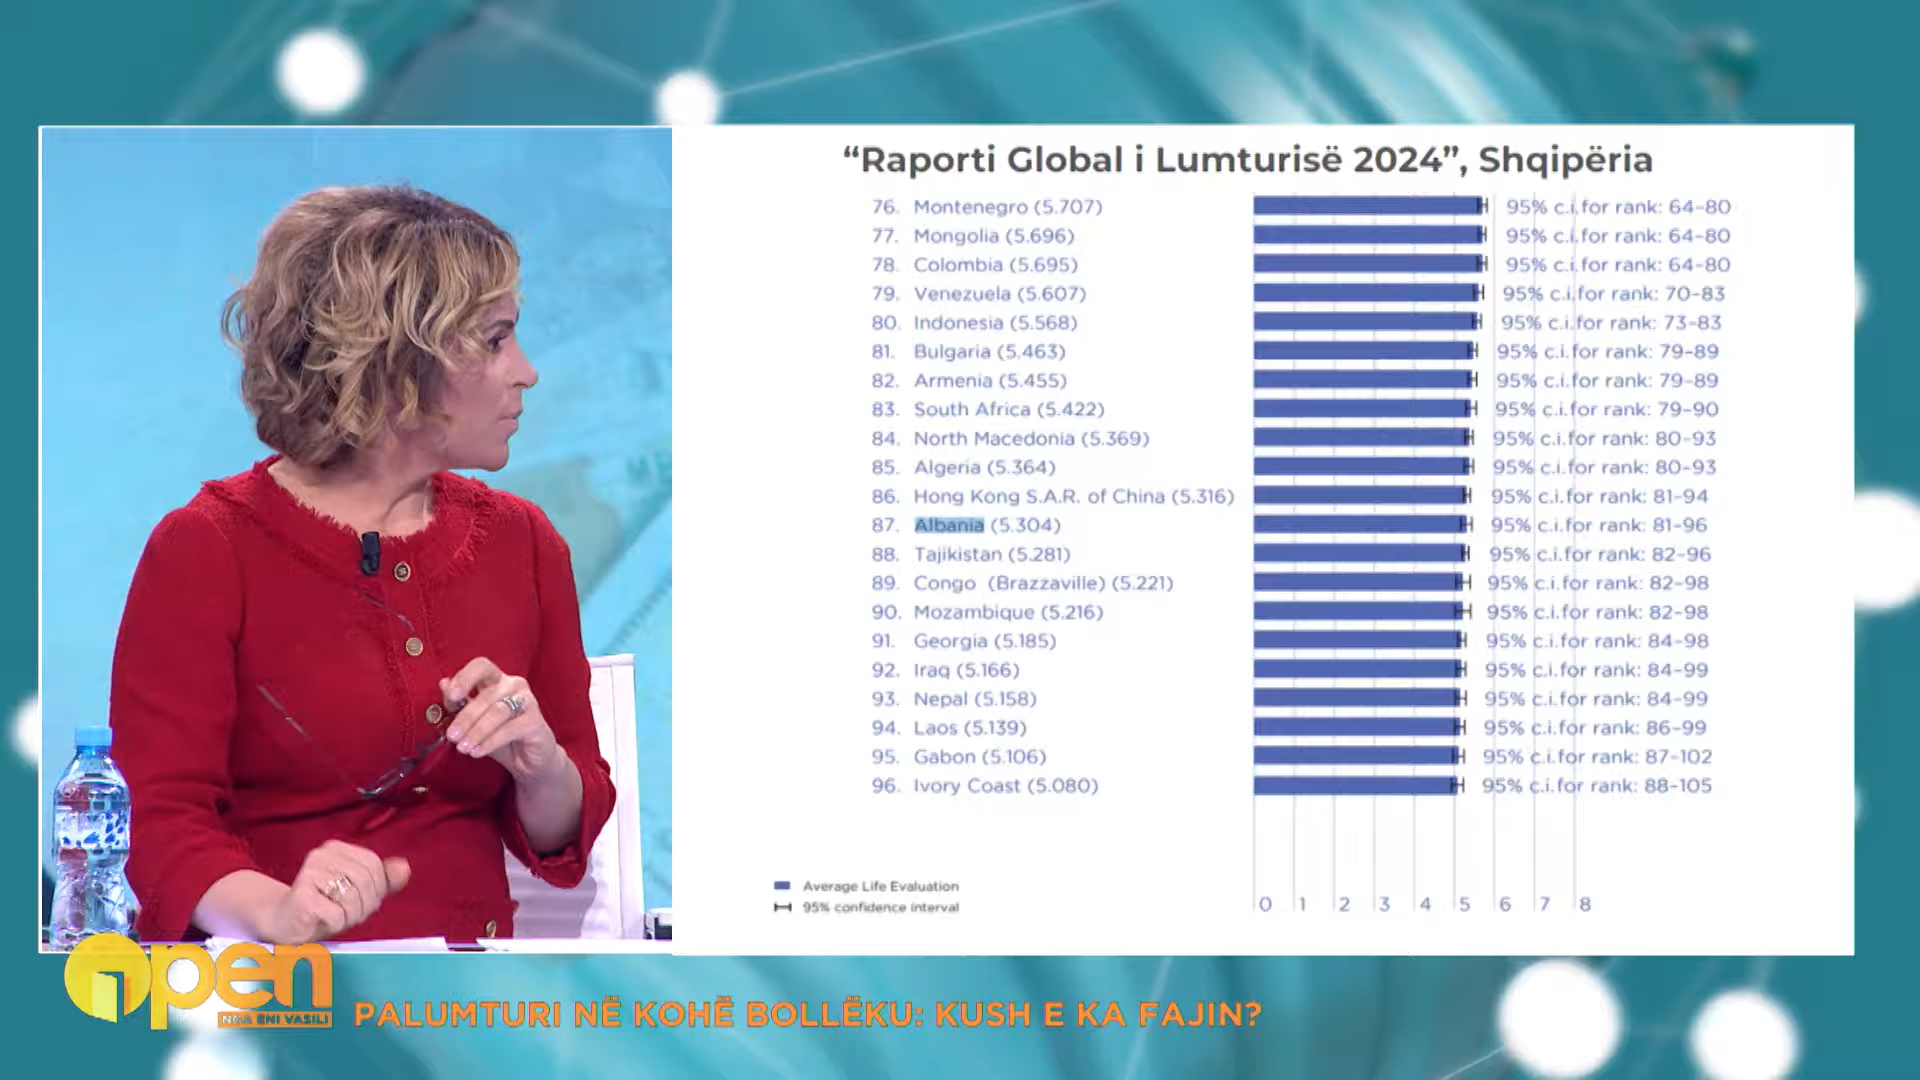 “Raporti Global i Lumturisë 2024”, Shqipëria
76. Montenegro (5.707) 95% c.i.for rank: 64-80
77. Mongolia (5.696) 95% c.i.for rank: 64-80
78. Colombia (5.695) 95% c.i.for rank: 64-80
79. Venezuela (5.607) 95% c.i.for rank: 70-83
80. Indonesia (5.568) 95% c.i.for rank: 73-83
81. Bulgaria (5.463) 95% c.i.for rank: 79-89
82. Armenia (5.455) 95% c.i.for rank: 79-89
83. South Africa (5.422) 95% c.i.for rank: 79-90
84. North Macedonia (5.369) 95% c.i.for rank: 80-93
85. Algeria (5.364) 95% c.i.for rank: 80-93
86. Hong Kong S.A.R. of China (5.316) 95% c.i.for rank: 81-94
87. Albania (5.304) 95% c.i.for rank: 81-96
88. Tajikistan (5.281) 95% c.i.for rank: 82-96
89. Congo (Brazzaville) (5.221) 95% c.i.for rank: 82-98
90. Mozambique (5.216) 95% c.i.for rank: 82-98
91. Georgia (5.185) 95% c.i.for rank: 84-98
92. Iraq (5.166) 95% c.i.for rank: 84-99
93. Nepal (5.158) 95% c.i.for rank: 84-99
94. Laos (5.139) 95% c.i.for rank: 86-99
95. Gabon (5.106) 95% c.i.for rank: 87-102
96. Ivory Coast (5.080) 95% c.i.for rank: 88-105
Average Life Evaluation
95% confidence interval
0 1 2 3 4 5 6 7 8
Open
NGA ENI VASILI
PALUMTURI NË KOHË BOLLËKU: KUSH E KA FAJIN?